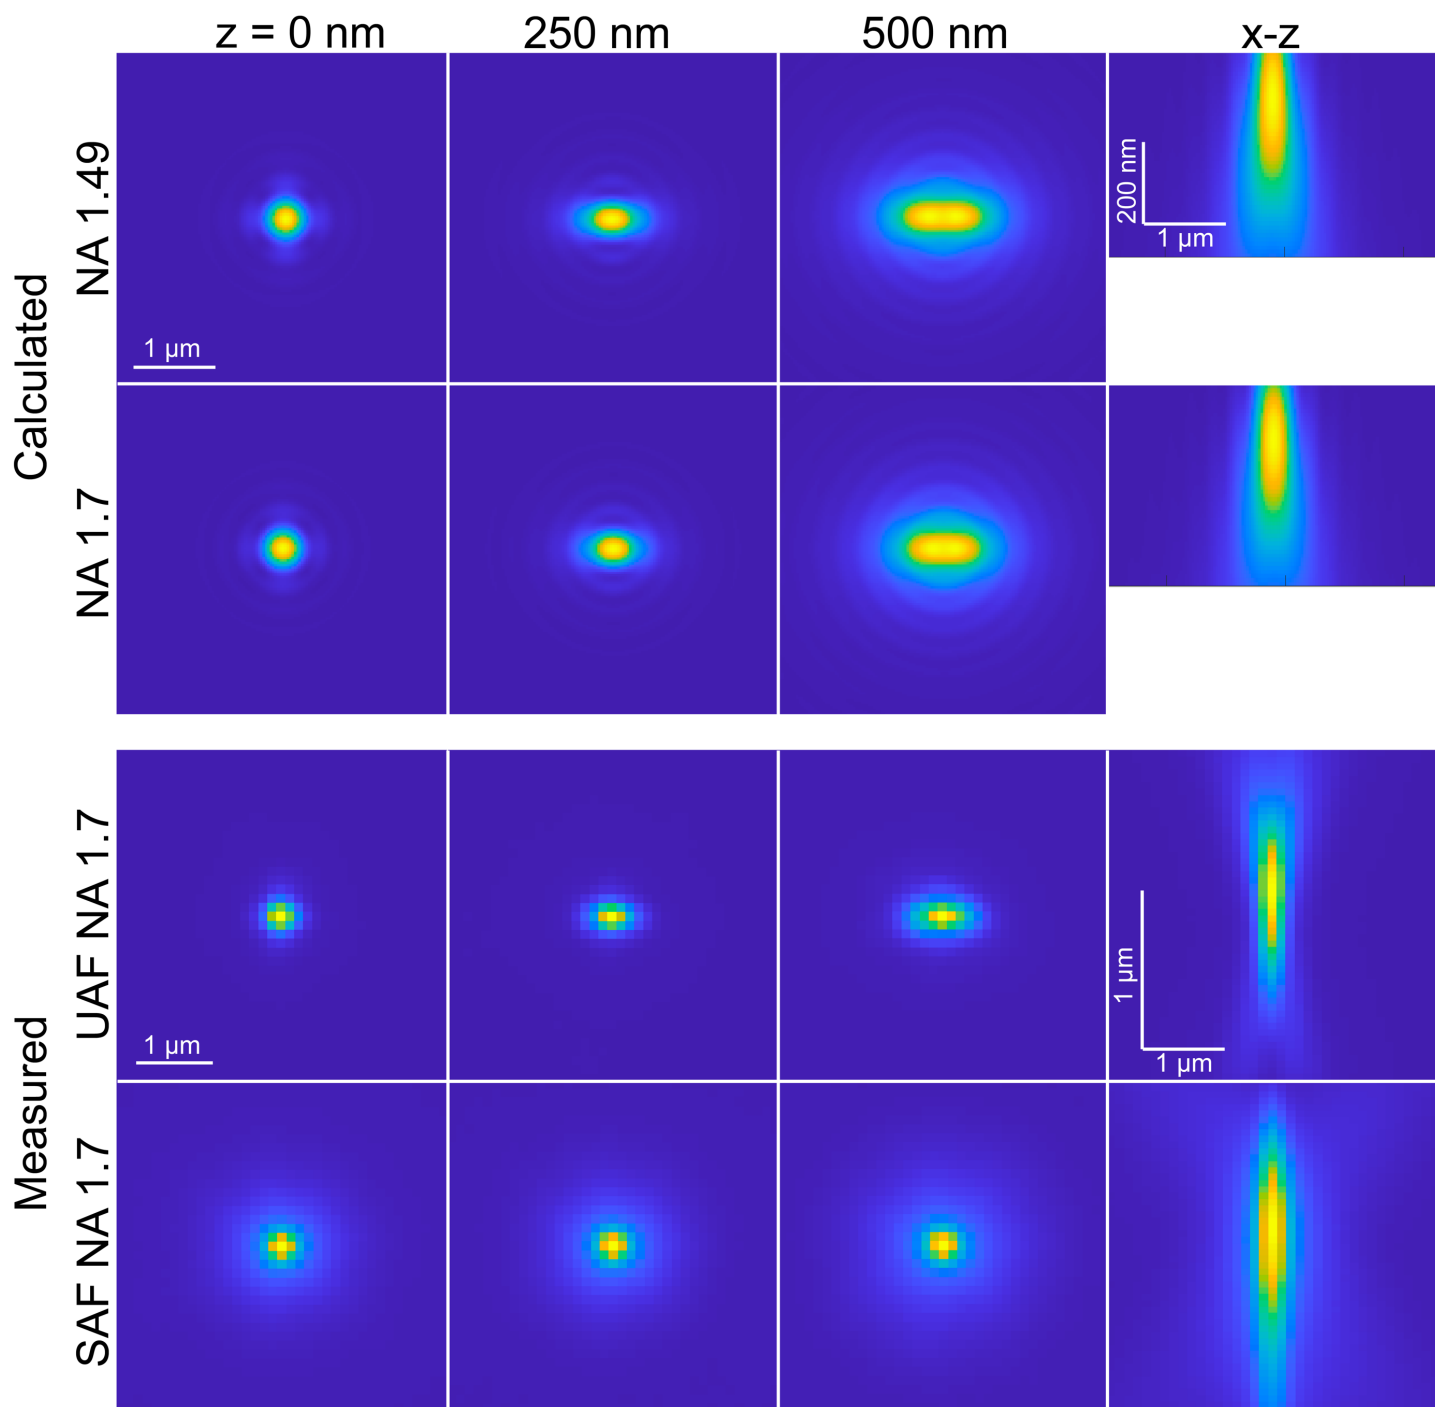 z = 0 nm
250 nm
500 nm
x-z
Calculated
NA 1.49
1 µm
200 nm
1 µm
NA 1.7
Measured
UAF NA 1.7
1 µm
1 µm
1 µm
SAF NA 1.7